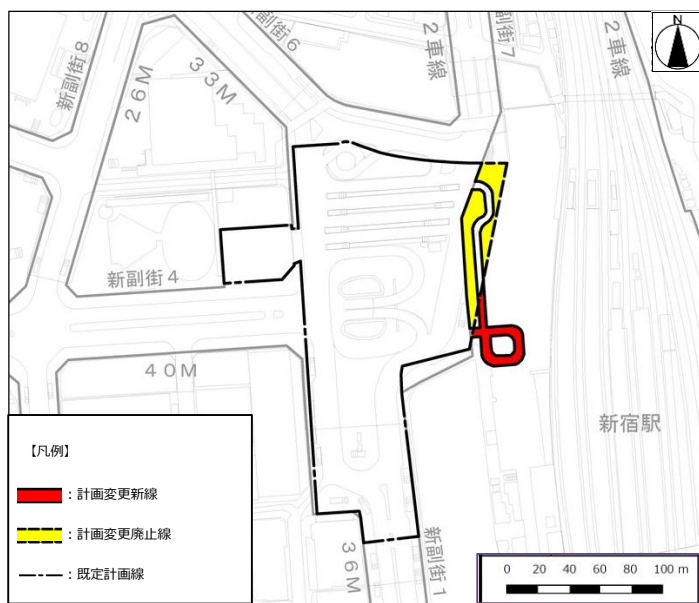 N
新副街8
26M
33M
新副街6
2車線
新副街7
2車線
新副街4
40M
新宿駅
36M
新副街1
【凡例】
：計画変更新線
：計画変更廃止線
：既定計画線
0 20 40 60 80 100 m